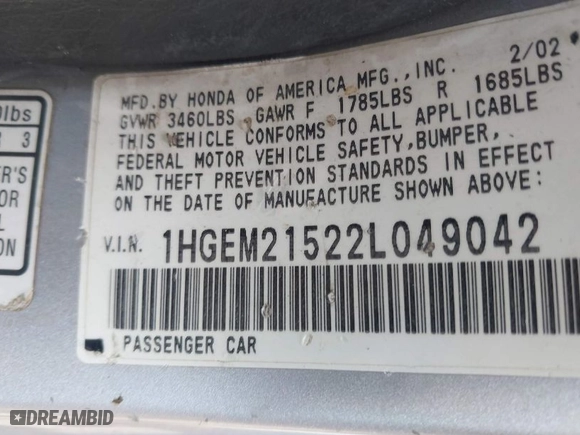 2/02
MFD.BY HONDA OF AMERICA MFG.,INC.
GVWR 3460LBS GAWR F 1785LBS R 1685LBS
THIS VEHICLE CONFORMS TO ALL APPLICABLE
FEDERAL MOTOR VEHICLE SAFETY,BUMPER,
AND THEFT PREVENTION STANDARDS IN EFFECT
ON THE DATE OF MANUFACTURE SHOWN ABOVE:
V.I.N. 1HGEM21522L049042
PASSENGER CAR
lbs
3
DREAMBID